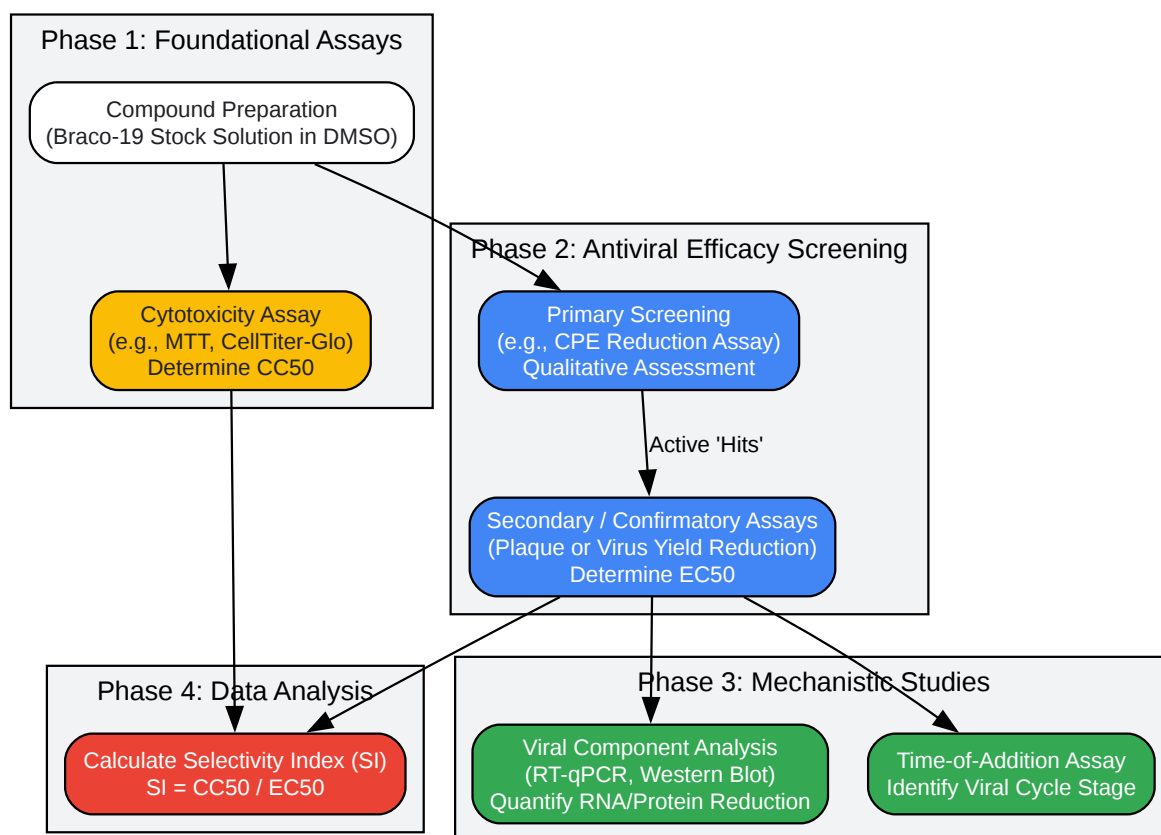 Phase 1: Foundational Assays
Compound Preparation
(Braco-19 Stock Solution in DMSO)
Cytotoxicity Assay
(e.g., MTT, CellTiter-Glo)
Determine CC50
Phase 2: Antiviral Efficacy Screening
Primary Screening
(e.g., CPE Reduction Assay)
Qualitative Assessment
Active 'Hits'
Secondary / Confirmatory Assays
(Plaque or Virus Yield Reduction)
Determine EC50
Phase 4: Data Analysis
Calculate Selectivity Index (SI)
SI = CC50 / EC50
Phase 3: Mechanistic Studies
Viral Component Analysis
(RT-qPCR, Western Blot)
Quantify RNA/Protein Reduction
Time-of-Addition Assay
Identify Viral Cycle Stage